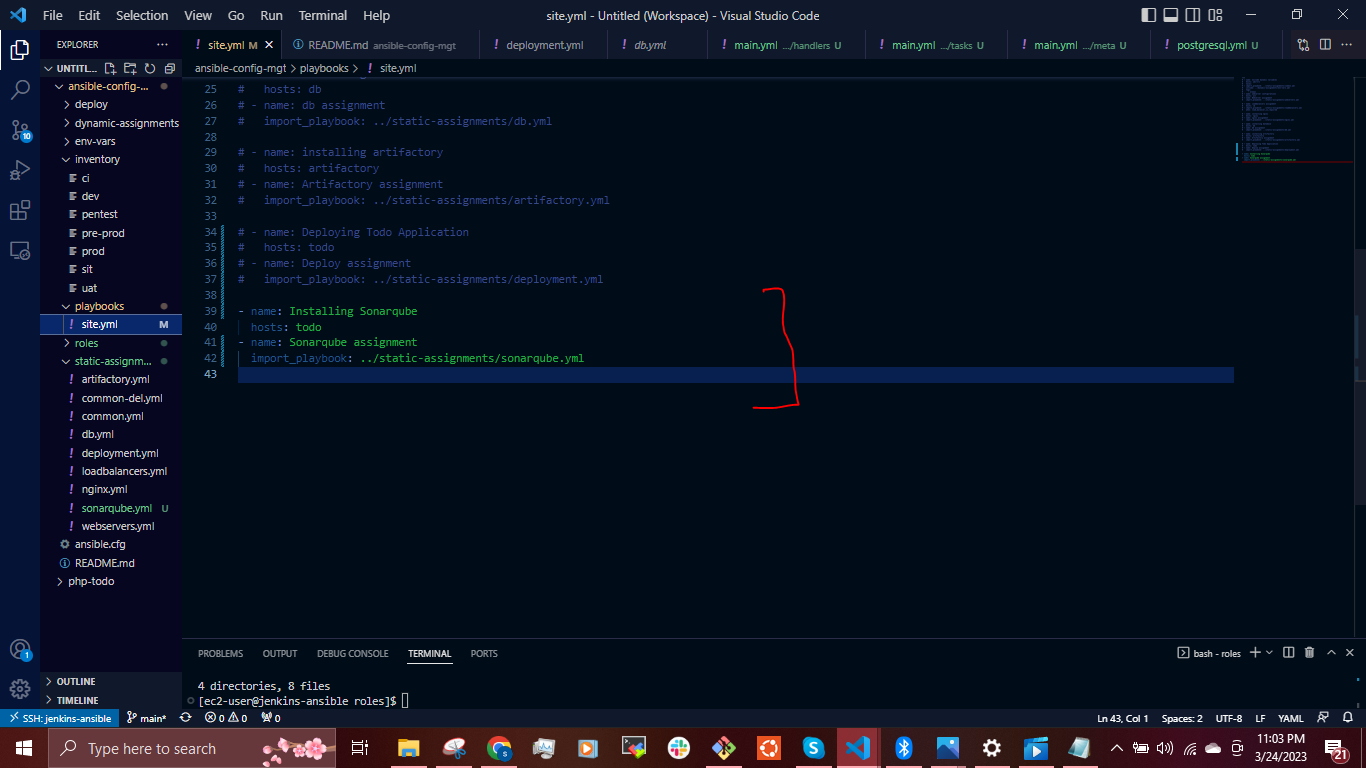 File Edit Selection View Go Run Terminal Help site.yml - Untitled (Workspace) - Visual Studio Code
EXPLORER
site.yml M README.md ansible-config-mgt deployment.yml db.yml main.yml .../handlers U main.yml .../tasks U main.yml .../meta U postgresql.yml U
UNTITL...
ansible-config-mgt > playbooks > site.yml
ansible-config-...
deploy
dynamic-assignments
env-vars
inventory
ci
dev
pentest
pre-prod
prod
sit
uat
playbooks
site.yml M
roles
static-assignm...
artifactory.yml
common-del.yml
common.yml
db.yml
deployment.yml
loadbalancers.yml
nginx.yml
sonarqube.yml U
webservers.yml
ansible.cfg
README.md
php-todo
OUTLINE
TIMELINE
25 # hosts: db
26 # - name: db assignment
27 # import_playbook: ../static-assignments/db.yml
28
29 # - name: installing artifactory
30 # hosts: artifactory
31 # - name: Artifactory assignment
32 # import_playbook: ../static-assignments/artifactory.yml
33
34 # - name: Deploying Todo Application
35 # hosts: todo
36 # - name: Deploy assignment
37 # import_playbook: ../static-assignments/deployment.yml
38
39 - name: Installing Sonarqube
40 hosts: todo
41 - name: Sonarqube assignment
42 import_playbook: ../static-assignments/sonarqube.yml
43
PROBLEMS OUTPUT DEBUG CONSOLE TERMINAL PORTS
bash - roles
4 directories, 8 files
[ec2-user@jenkins-ansible roles]$
10
1
SSH: jenkins-ansible main* 0 0 0
Ln 43, Col 1 Spaces: 2 UTF-8 LF YAML
Type here to search
11:03 PM
3/24/2023
21